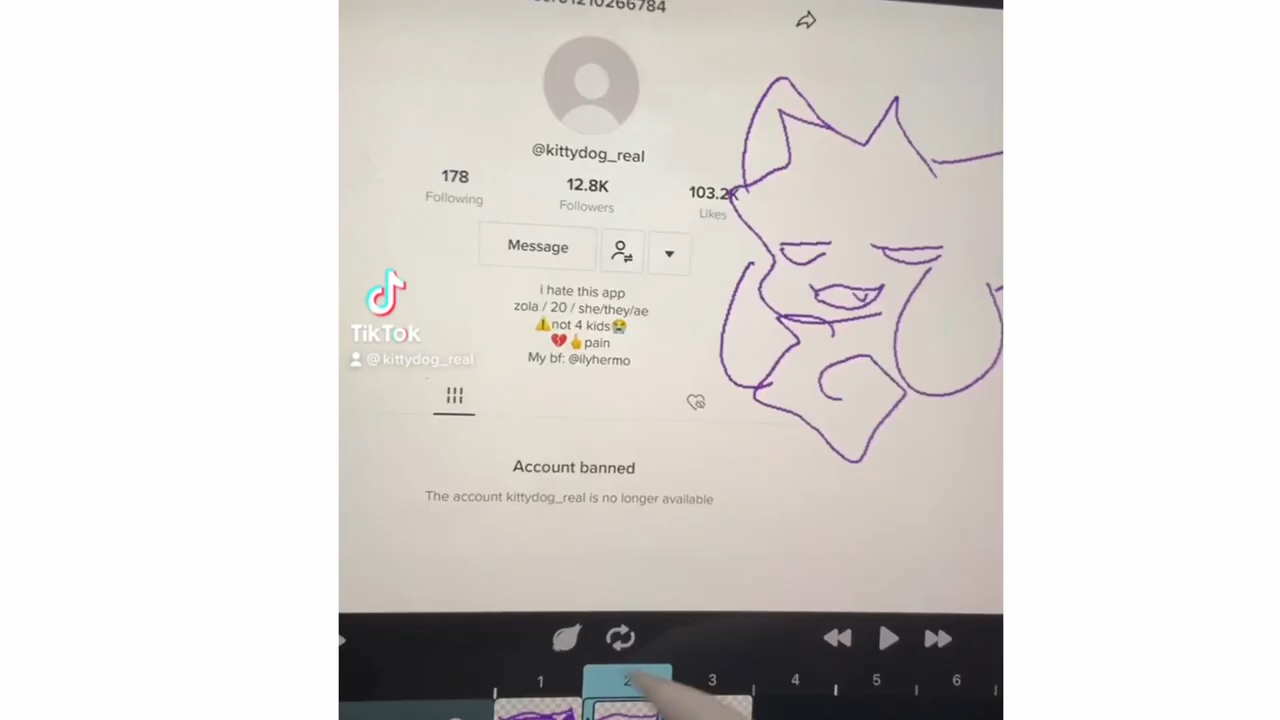 @kittydog_real
178
Following
12.8K
Followers
Likes
Message
i hate this app
zola / 20 / she/they/ae
⚠️not 4 kids😭
💔🖕pain
My bf: @ilyhermo
TikTok
@kittydog_real
Account banned
The account kittydog_real is no longer available
1
2
3
4
5
6